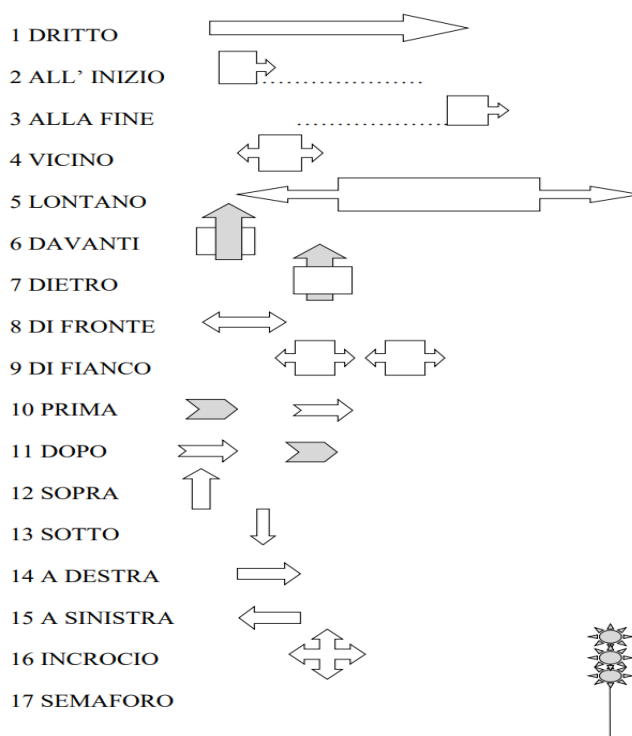 1 DRITTO
2 ALL' INIZIO
3 ALLA FINE
4 VICINO
5 LONTANO
6 DAVANTI
7 DIETRO
8 DI FRONTE
9 DI FIANCO
10 PRIMA
11 DOPO
12 SOPRA
13 SOTTO
14 A DESTRA
15 A SINISTRA
16 INCROCIO
17 SEMAFORO